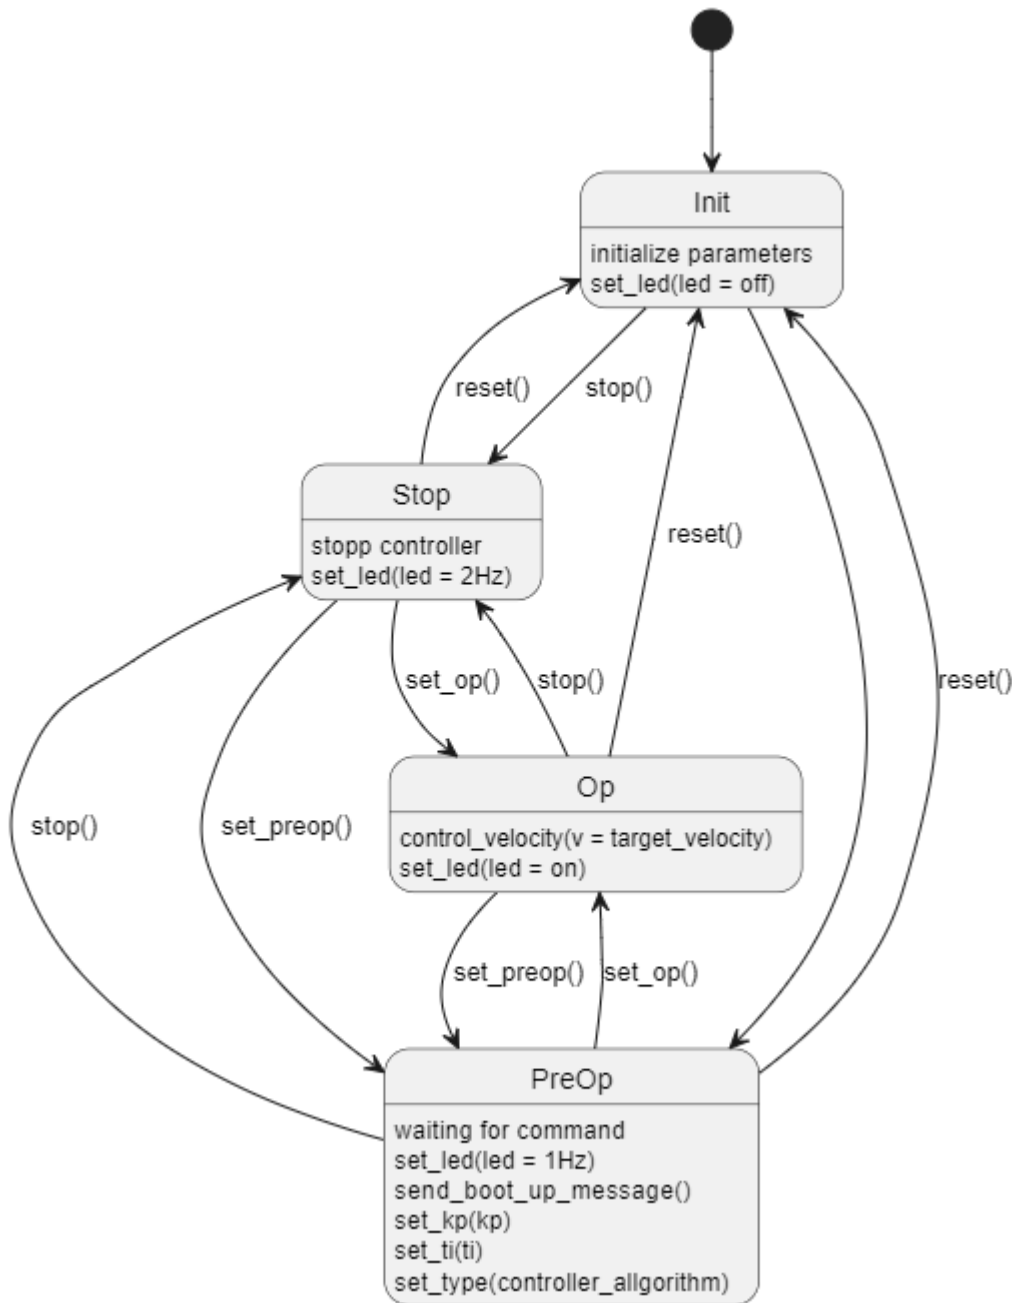 Init
initialize parameters
set_led(led = off)
reset()
stop()
Stop
stopp controller
set_led(led = 2Hz)
reset()
set_op()
stop()
reset()
Op
control_velocity(v = target_velocity)
set_led(led = on)
stop()
set_preop()
set_preop()
set_op()
PreOp
waiting for command
set_led(led = 1Hz)
send_boot_up_message()
set_kp(kp)
set_ti(ti)
set_type(controller_allgorithm)